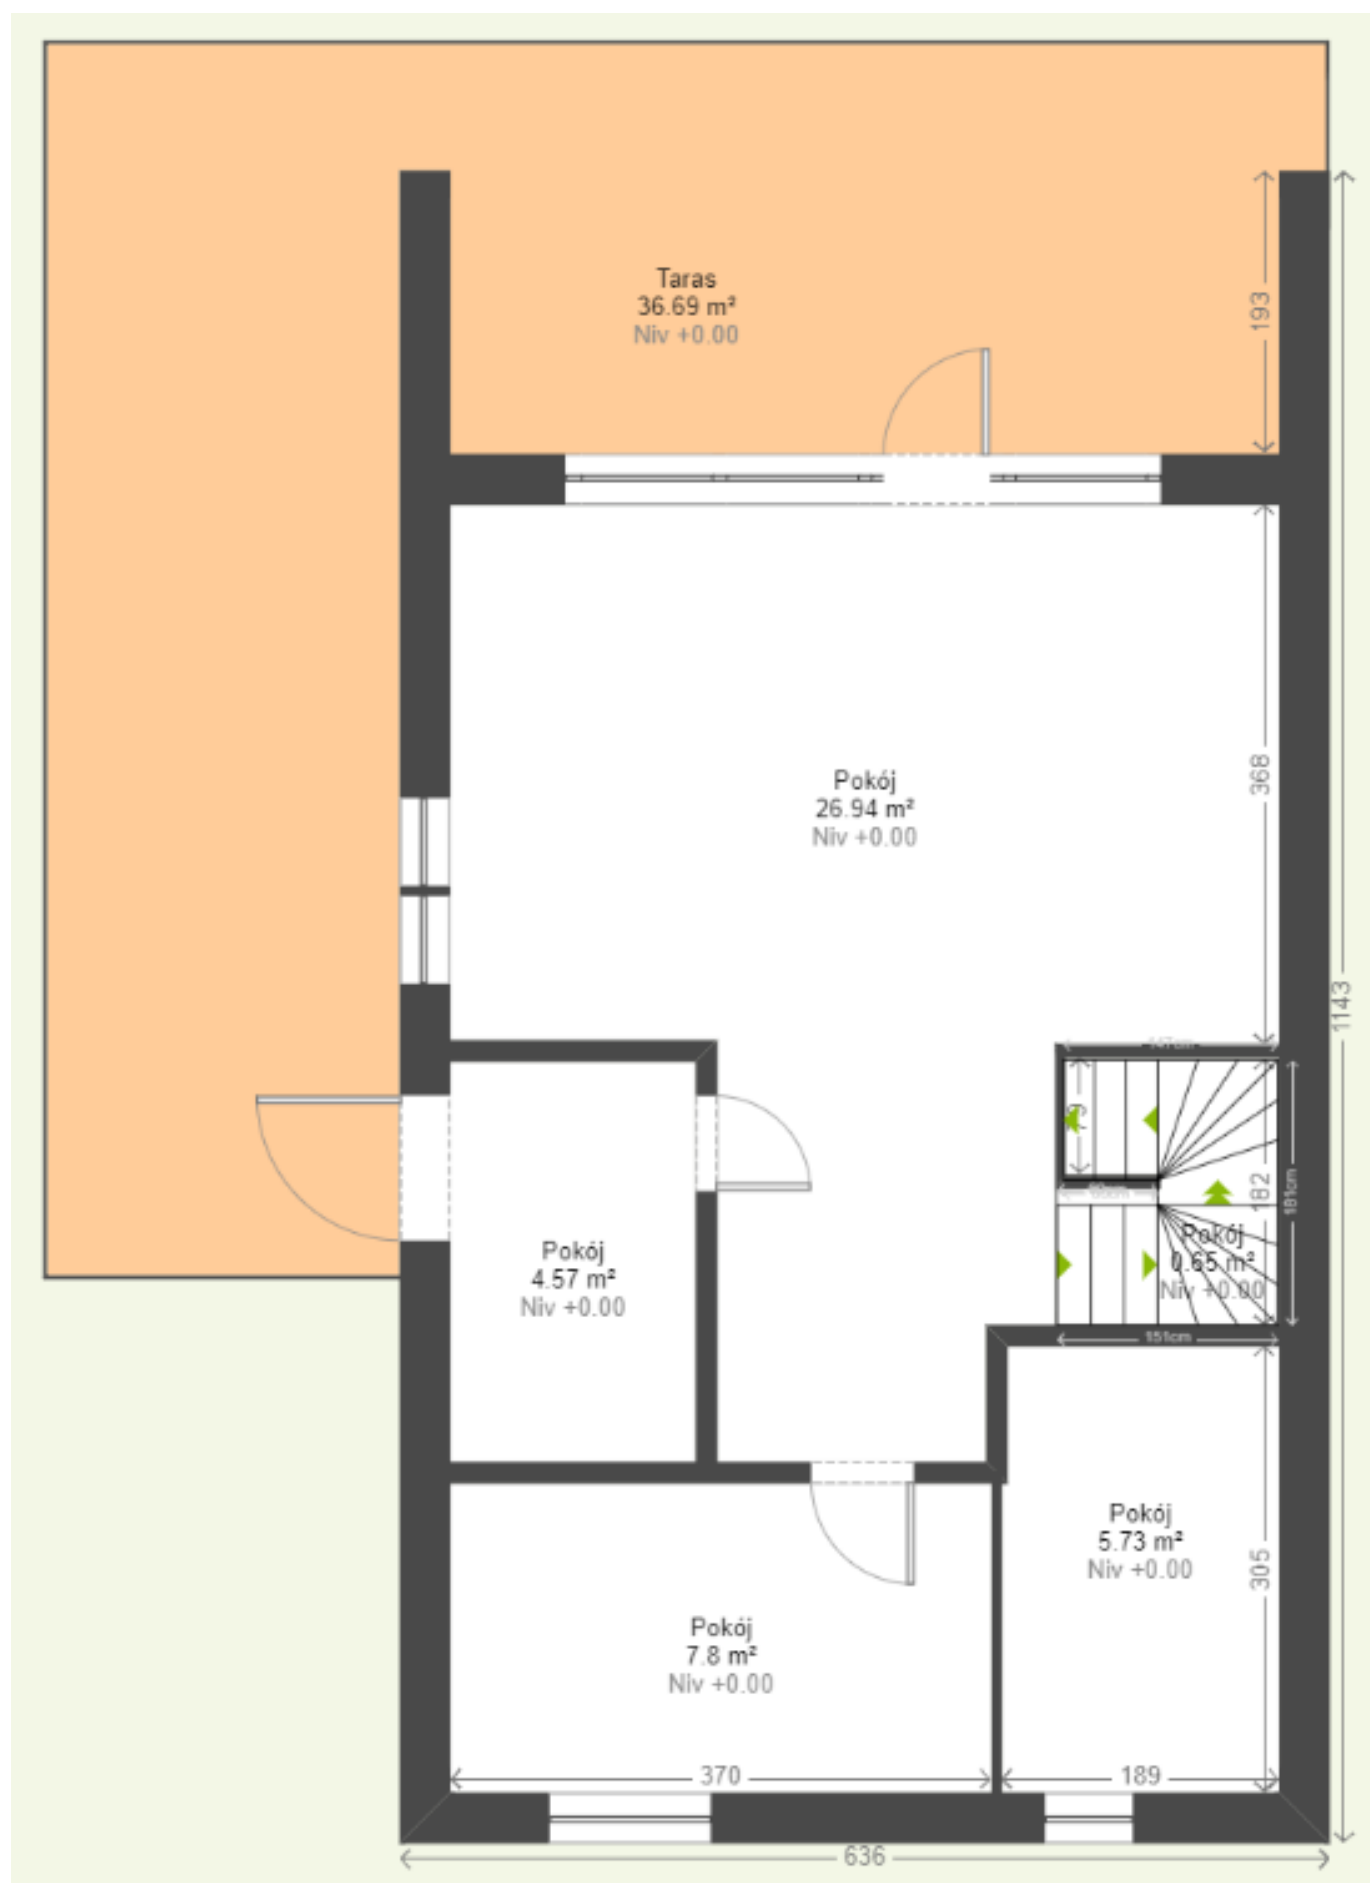 Taras
36.69 m²
Niv +0.00
193
Pokój
26.94 m²
Niv +0.00
368
1143
147cm
79
182
181cm
Pokój
0.65 m²
Niv +0.00
151cm
Pokój
4.57 m²
Niv +0.00
Pokój
5.73 m²
Niv +0.00
305
Pokój
7.8 m²
Niv +0.00
370
189
636